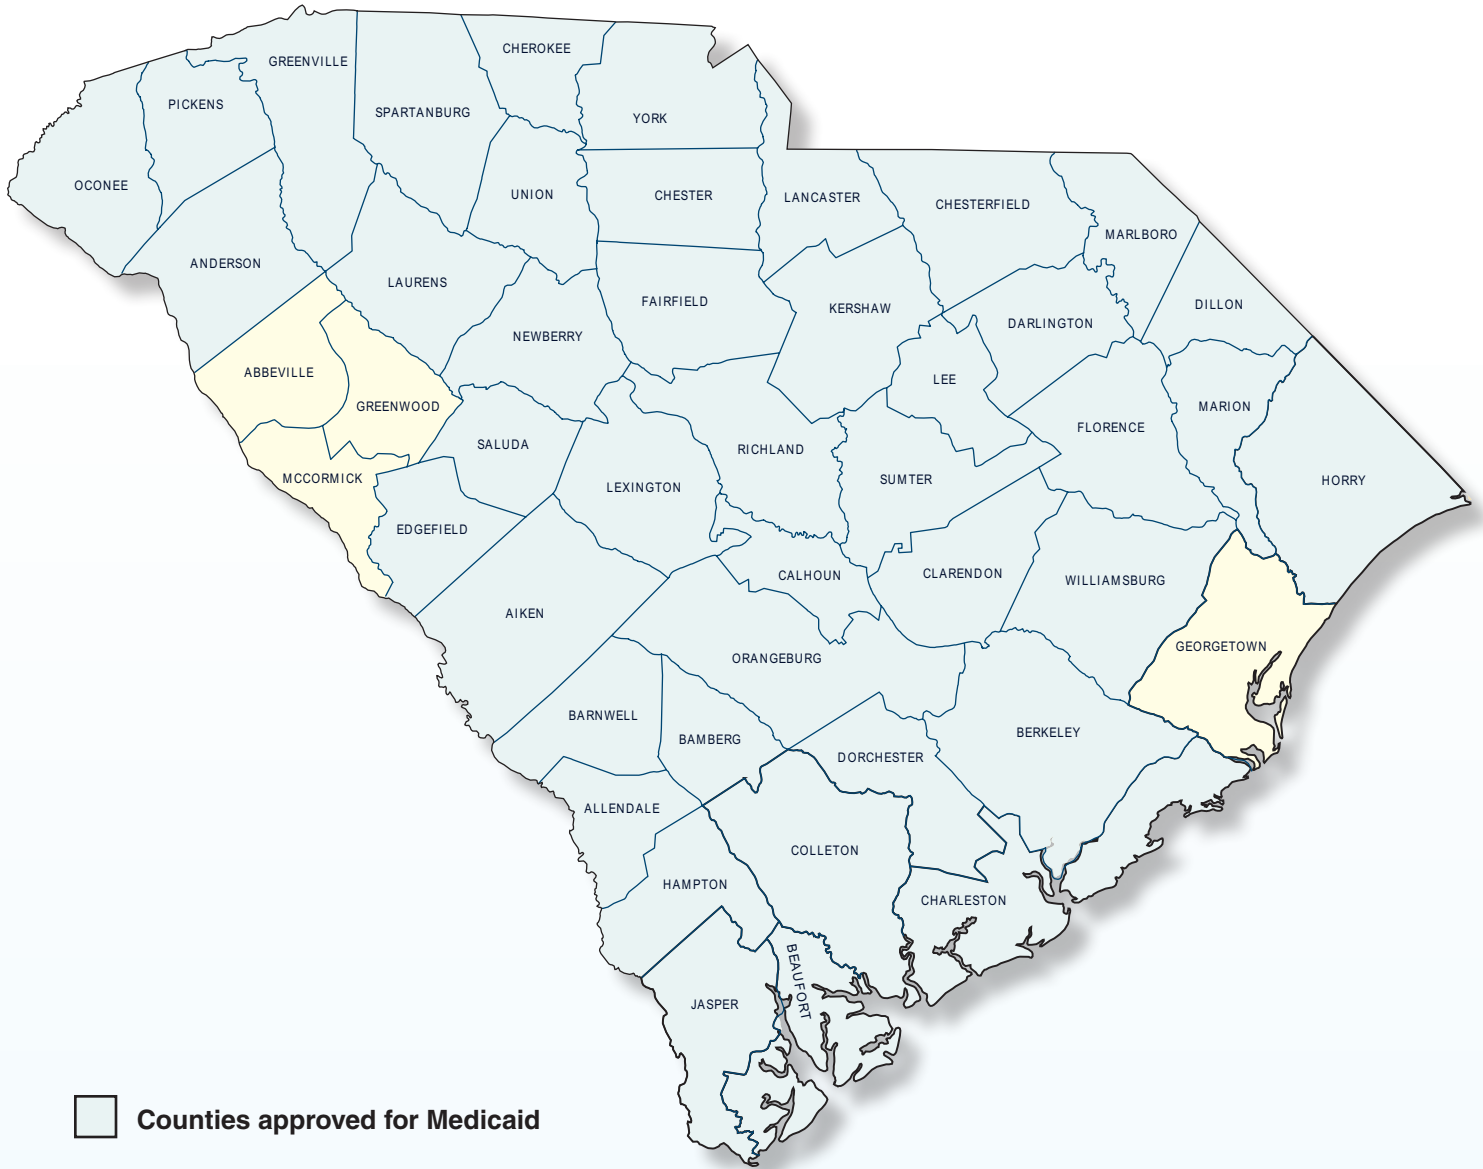 CHEROKEE
GREENVILLE
PICKENS
SPARTANBURG
YORK
OCONEE
UNION
CHESTER
LANCASTER
CHESTERFIELD
MARLBORO
ANDERSON
LAURENS
FAIRFIELD
KERSHAW
DILLON
DARLINGTON
NEWBERRY
ABBEVILLE
LEE
GREENWOOD
MARION
FLORENCE
SALUDA
RICHLAND
MCCORMICK
LEXINGTON
SUMTER
HORRY
EDGEFIELD
CALHOUN
CLARENDON
WILLIAMSBURG
AIKEN
GEORGETOWN
ORANGEBURG
BARNWELL
BAMBERG
BERKELEY
DORCHESTER
ALLENDALE
COLLETON
HAMPTON
CHARLESTON
BEAUFORT
JASPER
Counties approved for Medicaid